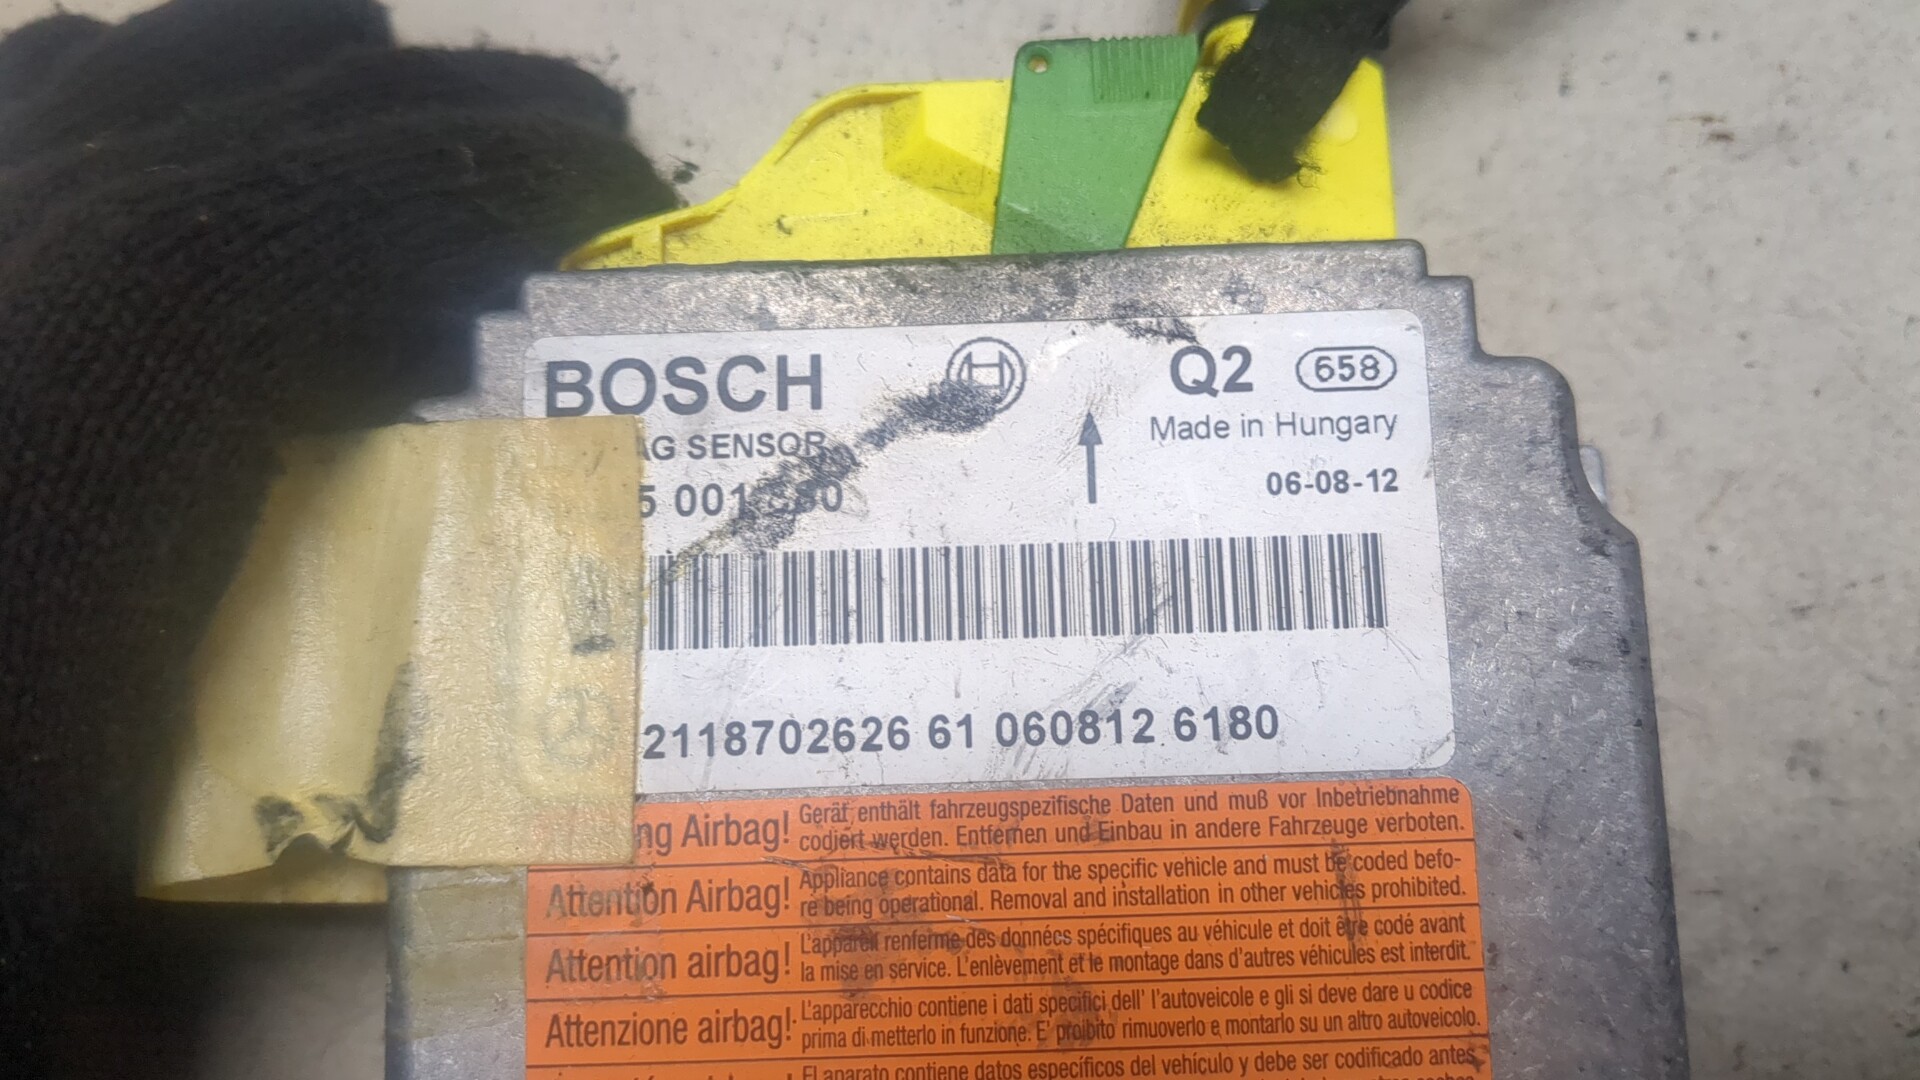 BOSCH Q2 658
Made in Hungary
AG SENSOR
06-08-12
5 001
2118702626 61 060812 6180
ng Airbag! Gerät enthält fahrzeugspezifische Daten und muß vor Inbetriebnahme
codiert werden. Entfernen und Einbau in andere Fahrzeuge verboten.
Attention Airbag! Appliance contains data for the specific vehicle and must be coded befo-
re being operational. Removal and installation in other vehicles prohibited.
Attention airbag! L'appareil renferme des données spécifiques au véhicule et doit être codé avant
la mise en service. L'enlèvement et le montage dans d'autres véhicules est interdit.
Attenzione airbag! L'apparecchio contiene i dati specifici dell' l'autoveicole e gli si deve dare u codice
prima di metterlo in funzione. E' proibito rimuoverlo e montarlo su un altro autoveicolo.
El aparato contiene datos específicos del vehículo y debe ser codificado antes